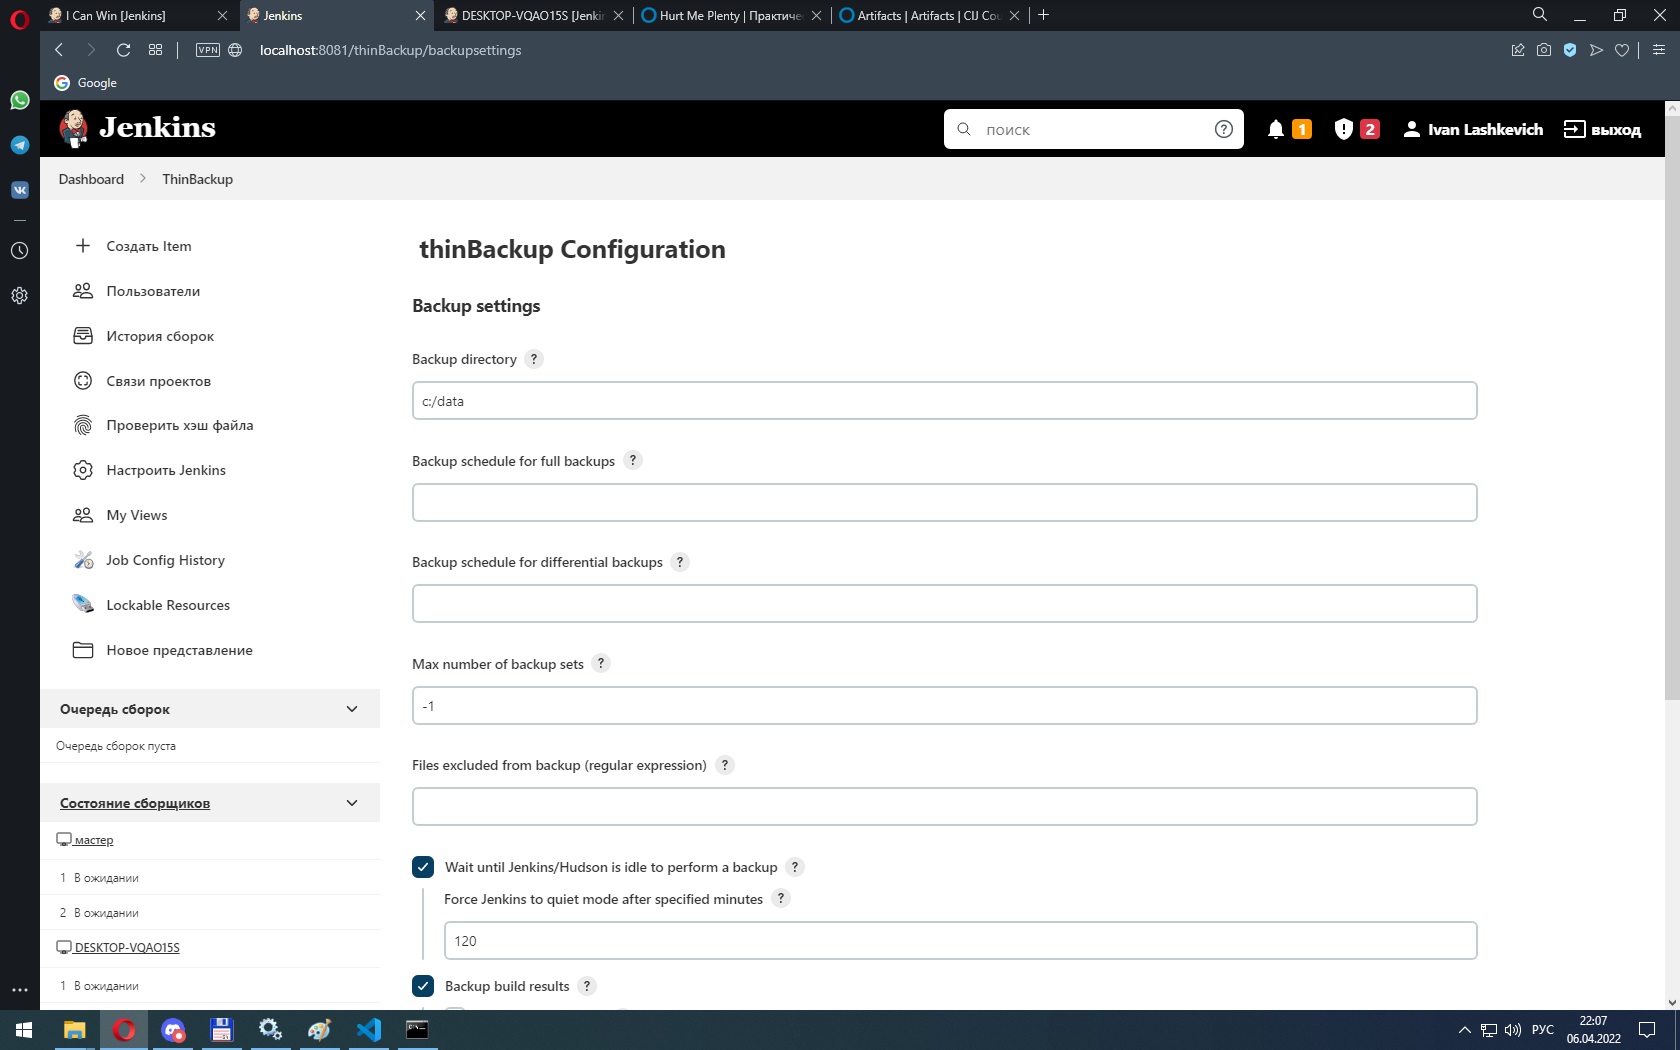 I Can Win [Jenkins]
Jenkins
DESKTOP-VQAO15S [Jenkin
Hurt Me Plenty | Практиче
Artifacts | Artifacts | CIJ Cou
VPN
localhost:8081/thinBackup/backupsettings
Google
Jenkins
поиск
?
1
2
Ivan Lashkevich
выход
Dashboard
ThinBackup
Создать Item
Пользователи
История сборок
Связи проектов
Проверить хэш файла
Настроить Jenkins
My Views
Job Config History
Lockable Resources
Новое представление
Очередь сборок
Очередь сборок пуста
Состояние сборщиков
мастер
1 В ожидании
2 В ожидании
DESKTOP-VQAO15S
1 В ожидании
thinBackup Configuration
Backup settings
Backup directory ?
c:/data
Backup schedule for full backups ?
Backup schedule for differential backups ?
Max number of backup sets ?
-1
Files excluded from backup (regular expression) ?
Wait until Jenkins/Hudson is idle to perform a backup ?
Force Jenkins to quiet mode after specified minutes ?
120
Backup build results ?
РУС
22:07
06.04.2022